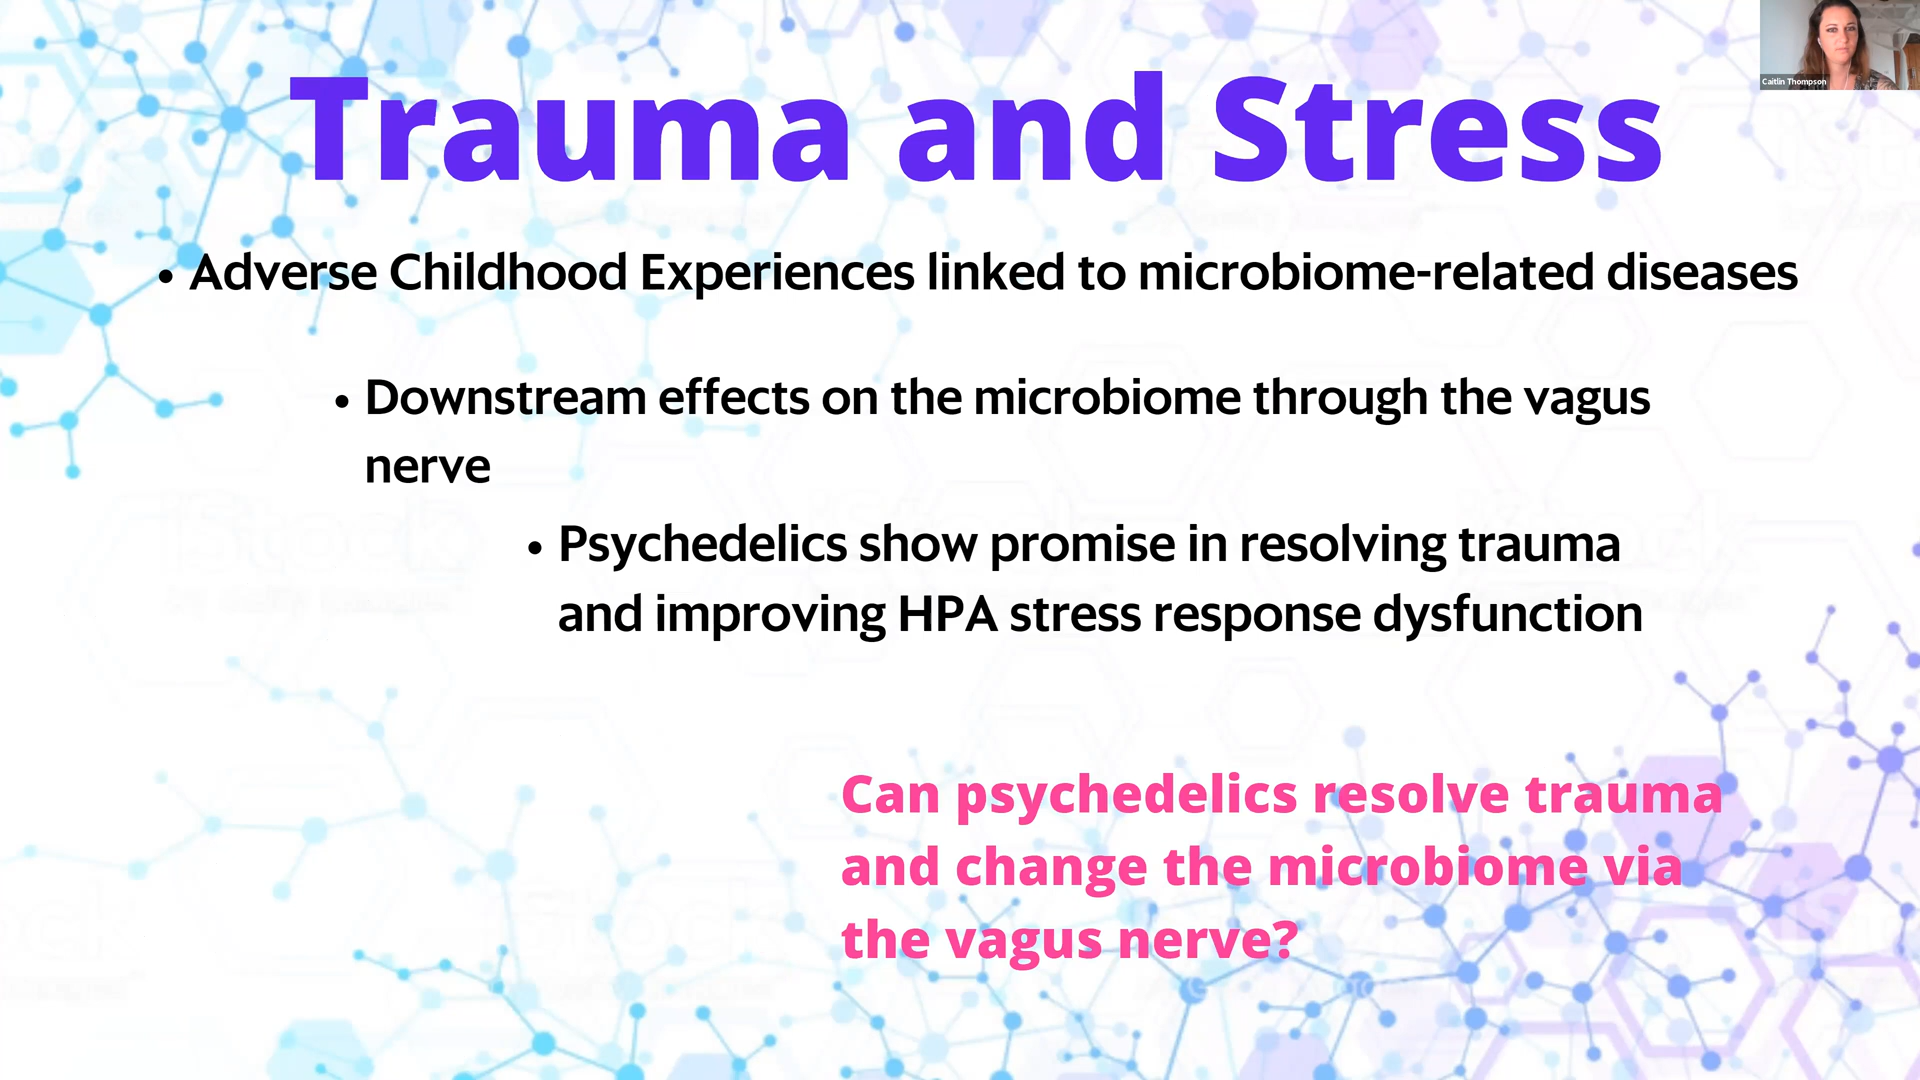 Caitlin Thompson
Trauma and Stress
• Adverse Childhood Experiences linked to microbiome-related diseases
• Downstream effects on the microbiome through the vagus
nerve
• Psychedelics show promise in resolving trauma
and improving HPA stress response dysfunction
Can psychedelics resolve trauma
and change the microbiome via
the vagus nerve?
iStock